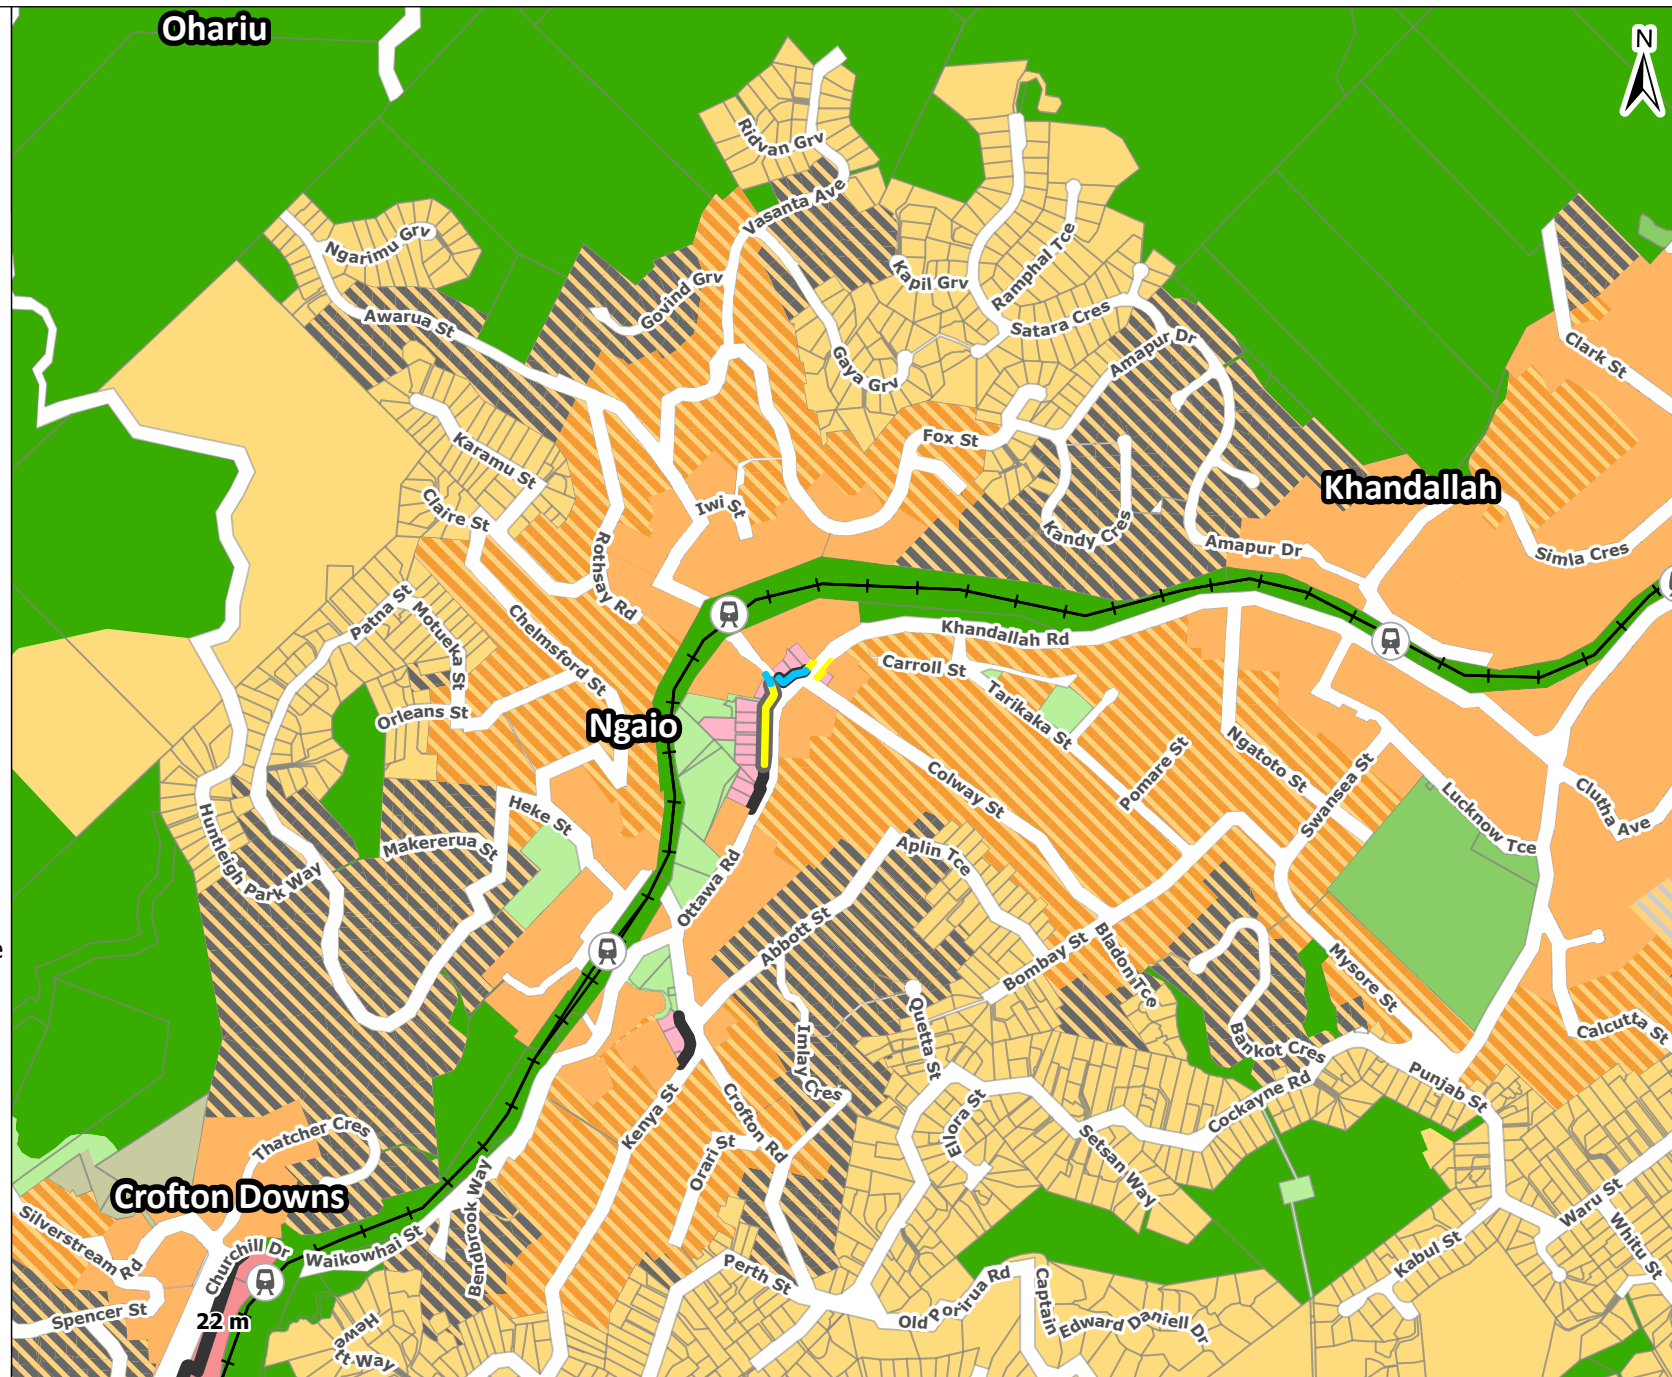 Ohariu
N
Ridvan Grv
Vasanta Ave
Ngarimu Grv
Kapil Grv
Ramphal Tce
Govind Grv
Awarua St
Satara Cres
Amapur Dr
Gaya Grv
Clark St
Fox St
Karamu St
Khandallah
Claire St
Iwi St
Kandy Cres
Amapur Dr
Simla Cres
Rothsay Rd
Patna St
Motueka St
Chelmsford St
Khandallah Rd
Carroll St
Tarikaka St
Orleans St
Ngaio
Ngatoto St
Pomare St
Swansea St
Colway St
Clutha Ave
Lucknow Tce
Heke St
Makererua St
Huntleigh Park Way
Aplin Tce
Ottawa Rd
Abbott St
Bombay St
Bladon Tce
Mysore St
Quetta St
Imlay Cres
Bankot Cres
Calcutta St
Punjab St
Cockayne Rd
Kenya St
Crofton Rd
Orari St
Ellora St
Setsan Way
Thatcher Cres
Crofton Downs
Silverstream Rd
Churchill Dr
Waikowhai St
Benbrook Way
Waru St
Whitu St
Kabul St
Perth St
Spencer St
22 m
Old Porirua Rd
Captain Edward Daniell Dr
Hewett Way